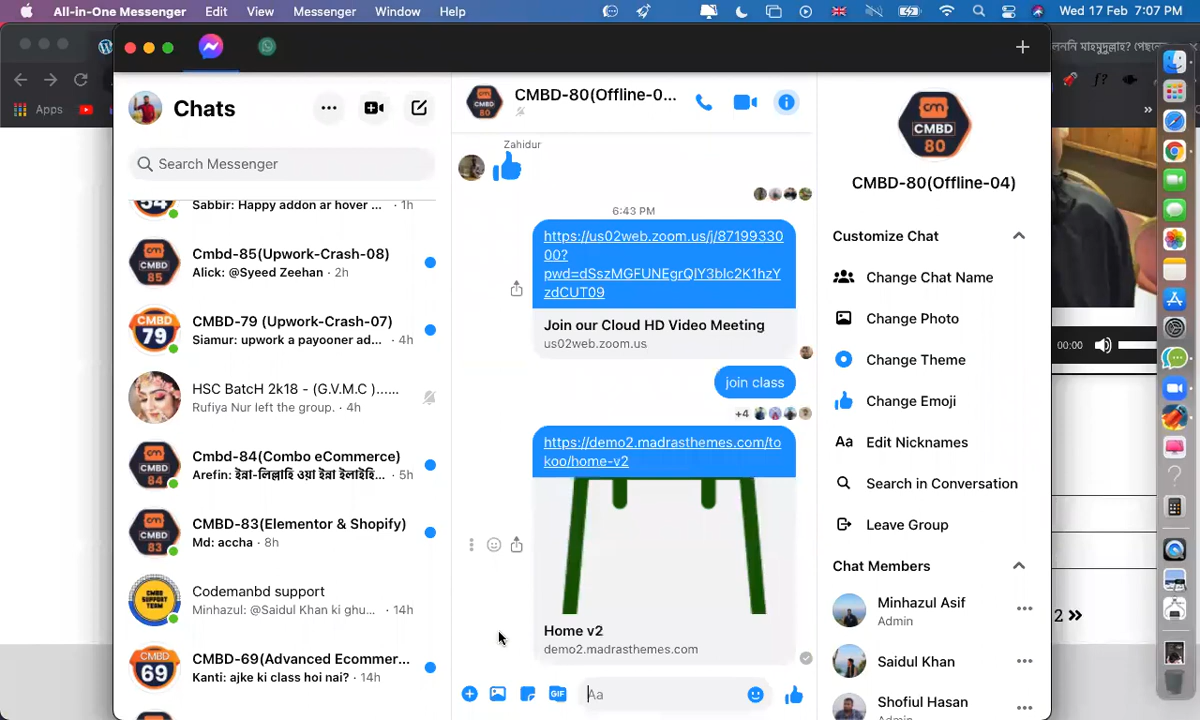 All-in-One Messenger Edit View Messenger Window Help
Wed 17 Feb 7:07 PM
Apps
Chats
Search Messenger
Sabbir: Happy addon ar hover ... · 1h
Cmbd-85(Upwork-Crash-08)
Alick: @Syeed Zeehan · 2h
CMBD-79 (Upwork-Crash-07)
Siamur: upwork a payooner ad... · 4h
HSC BatcH 2k18 - (G.V.M.C )......
Rufiya Nur left the group. · 4h
Cmbd-84(Combo eCommerce)
Arefin: ইন্না-লিল্লাহি ওয়া ইন্না ইলাইহি... · 5h
CMBD-83(Elementor & Shopify)
Md: accha · 8h
Codemanbd support
Minhazul: @Saidul Khan ki ghu... · 14h
CMBD-69(Advanced Ecommer...
Kanti: ajke ki class hoi nai? · 14h
CMBD-80(Offline-0...
Zahidur
6:43 PM
https://us02web.zoom.us/j/87199330
00?
pwd=dSszMGFUNEgrQlY3blc2K1hzY
zdCUT09
Join our Cloud HD Video Meeting
us02web.zoom.us
join class
+4
https://demo2.madrasthemes.com/to
koo/home-v2
Home v2
demo2.madrasthemes.com
GIF
Aa
cm
CMBD
80
CMBD-80(Offline-04)
Customize Chat
Change Chat Name
Change Photo
Change Theme
Change Emoji
Aa Edit Nicknames
Search in Conversation
Leave Group
Chat Members
Minhazul Asif
Admin
Saidul Khan
Shofiul Hasan
Admin
f?
»
00:00
2 »